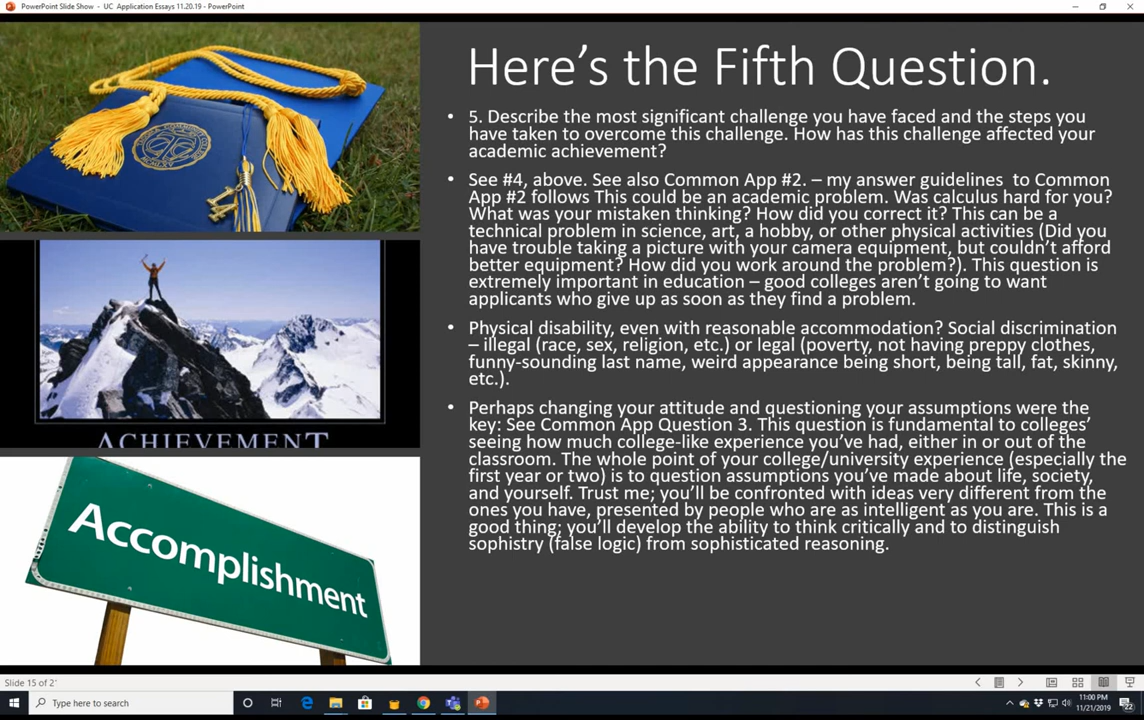 PowerPoint Slide Show - UC Application Essays 11.20.19 - PowerPoint
Here's the Fifth Question.
• 5. Describe the most significant challenge you have faced and the steps you
have taken to overcome this challenge. How has this challenge affected your
academic achievement?
• See #4, above. See also Common App #2. – my answer guidelines to Common
App #2 follows This could be an academic problem. Was calculus hard for you?
What was your mistaken thinking? How did you correct it? This can be a
technical problem in science, art, a hobby, or other physical activities (Did you
have trouble taking a picture with your camera equipment, but couldn't afford
better equipment? How did you work around the problem?). This question is
extremely important in education – good colleges aren't going to want
applicants who give up as soon as they find a problem.
• Physical disability, even with reasonable accommodation? Social discrimination
– illegal (race, sex, religion, etc.) or legal (poverty, not having preppy clothes,
funny-sounding last name, weird appearance being short, being tall, fat, skinny,
etc.).
• Perhaps changing your attitude and questioning your assumptions were the
key: See Common App Question 3. This question is fundamental to colleges'
seeing how much college-like experience you've had, either in or out of the
classroom. The whole point of your college/university experience (especially the
first year or two) is to question assumptions you've made about life, society,
and yourself. Trust me; you'll be confronted with ideas very different from the
ones you have, presented by people who are as intelligent as you are. This is a
good thing; you'll develop the ability to think critically and to distinguish
sophistry (false logic) from sophisticated reasoning.
ACHIEVEMENT
Accomplishment
Slide 15 of 2
Type here to search
11:00 PM
11/21/2019
22